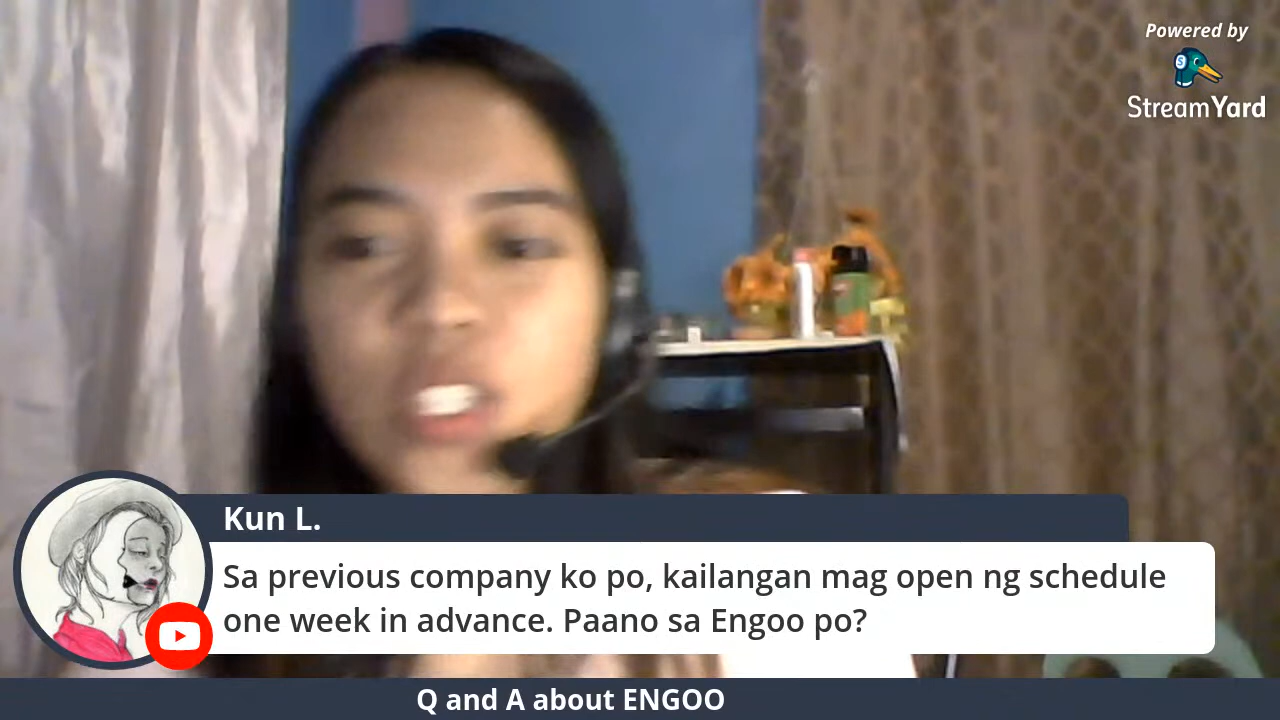 Powered by
StreamYard
Kun L.
Sa previous company ko po, kailangan mag open ng schedule
one week in advance. Paano sa Engoo po?
Q and A about ENGOO